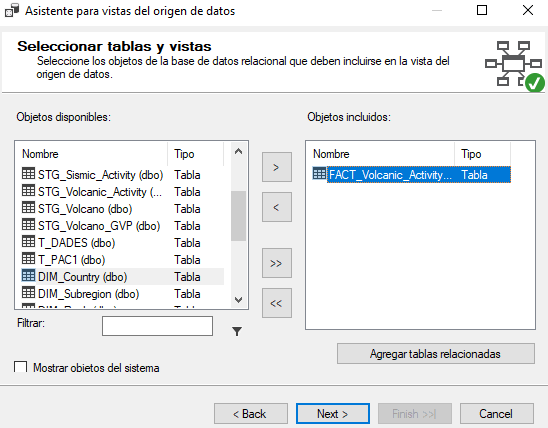 Asistente para vistas del origen de datos
Seleccionar tablas y vistas
Seleccione los objetos de la base de datos relacional que deben incluirse en la vista del
origen de datos.
Objetos disponibles:
Nombre Tipo
STG_Sismic_Activity (dbo) Tabla
STG_Volcanic_Activity (... Tabla
STG_Volcano (dbo) Tabla
STG_Volcano_GVP (dbo) Tabla
T_DADES (dbo) Tabla
T_PAC1 (dbo) Tabla
DIM_Country (dbo) Tabla
DIM_Subregion (dbo) Tabla
Filtrar:
Mostrar objetos del sistema
>
<
>>
<<
Objetos incluidos:
Nombre Tipo
FACT_Volcanic_Activity... Tabla
Agregar tablas relacionadas
< Back
Next >
Finish >>|
Cancel